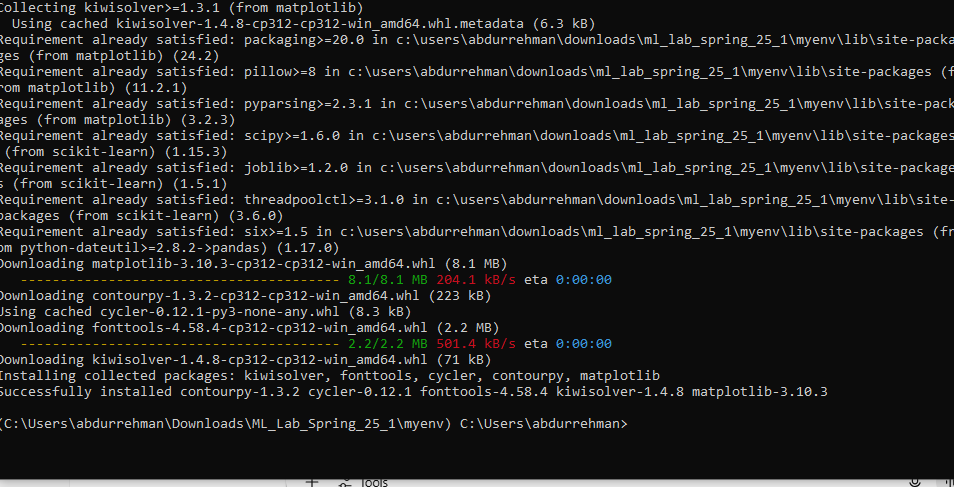 Collecting kiwisolver>=1.3.1 (from matplotlib)
  Using cached kiwisolver-1.4.8-cp312-cp312-win_amd64.whl.metadata (6.3 kB)
Requirement already satisfied: packaging>=20.0 in c:\users\abdurrehman\downloads\ml_lab_spring_25_1\myenv\lib\site-packa
ges (from matplotlib) (24.2)
Requirement already satisfied: pillow>=8 in c:\users\abdurrehman\downloads\ml_lab_spring_25_1\myenv\lib\site-packages (f
rom matplotlib) (11.2.1)
Requirement already satisfied: pyparsing>=2.3.1 in c:\users\abdurrehman\downloads\ml_lab_spring_25_1\myenv\lib\site-pack
ages (from matplotlib) (3.2.3)
Requirement already satisfied: scipy>=1.6.0 in c:\users\abdurrehman\downloads\ml_lab_spring_25_1\myenv\lib\site-packages
 (from scikit-learn) (1.15.3)
Requirement already satisfied: joblib>=1.2.0 in c:\users\abdurrehman\downloads\ml_lab_spring_25_1\myenv\lib\site-package
s (from scikit-learn) (1.5.1)
Requirement already satisfied: threadpoolctl>=3.1.0 in c:\users\abdurrehman\downloads\ml_lab_spring_25_1\myenv\lib\site-
packages (from scikit-learn) (3.6.0)
Requirement already satisfied: six>=1.5 in c:\users\abdurrehman\downloads\ml_lab_spring_25_1\myenv\lib\site-packages (fr
om python-dateutil>=2.8.2->pandas) (1.17.0)
Downloading matplotlib-3.10.3-cp312-cp312-win_amd64.whl (8.1 MB)
   ---------------------------------------- 8.1/8.1 MB 204.1 kB/s eta 0:00:00
Downloading contourpy-1.3.2-cp312-cp312-win_amd64.whl (223 kB)
Using cached cycler-0.12.1-py3-none-any.whl (8.3 kB)
Downloading fonttools-4.58.4-cp312-cp312-win_amd64.whl (2.2 MB)
   ---------------------------------------- 2.2/2.2 MB 501.4 kB/s eta 0:00:00
Downloading kiwisolver-1.4.8-cp312-cp312-win_amd64.whl (71 kB)
Installing collected packages: kiwisolver, fonttools, cycler, contourpy, matplotlib
Successfully installed contourpy-1.3.2 cycler-0.12.1 fonttools-4.58.4 kiwisolver-1.4.8 matplotlib-3.10.3
(C:\Users\abdurrehman\Downloads\ML_Lab_Spring_25_1\myenv) C:\Users\abdurrehman>
Tools